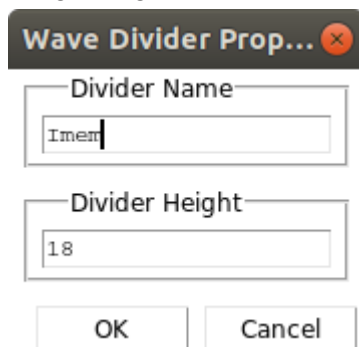 Wave Divider Prop...
Divider Name
Imem
Divider Height
18
OK
Cancel